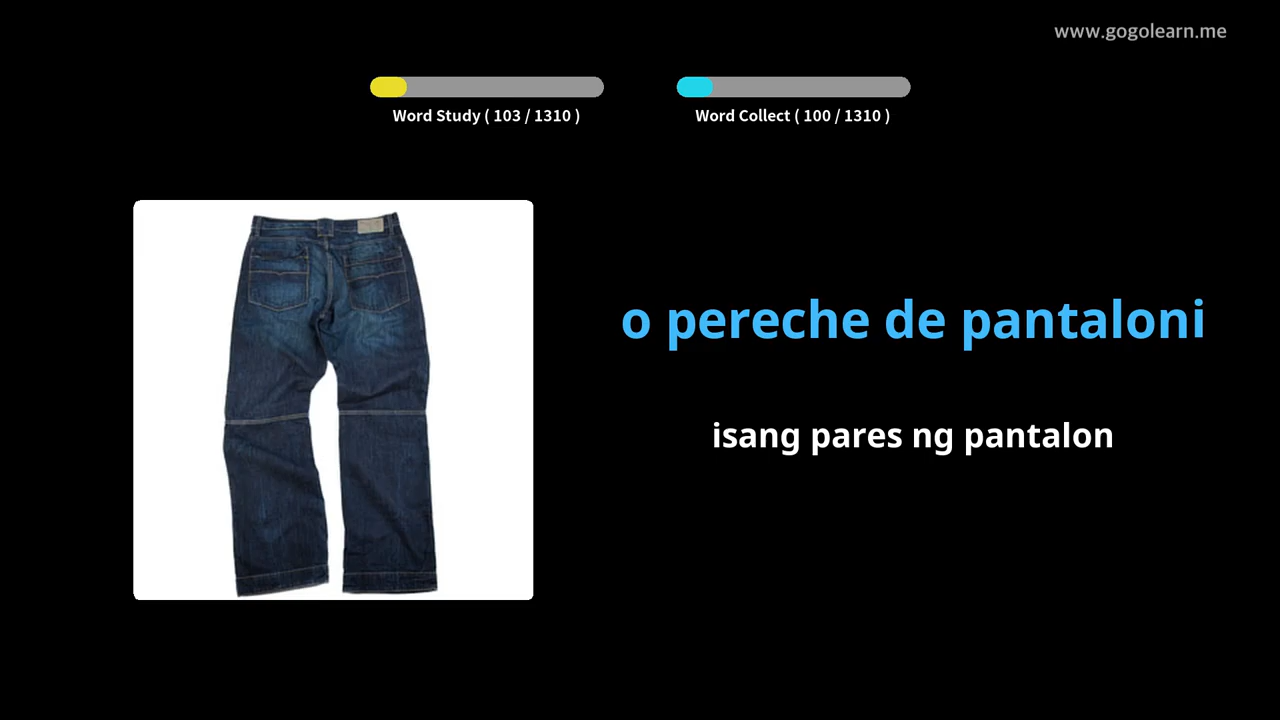 www.gogolearn.me
Word Study ( 103 / 1310 )
Word Collect ( 100 / 1310 )
o pereche de pantaloni
isang pares ng pantalon